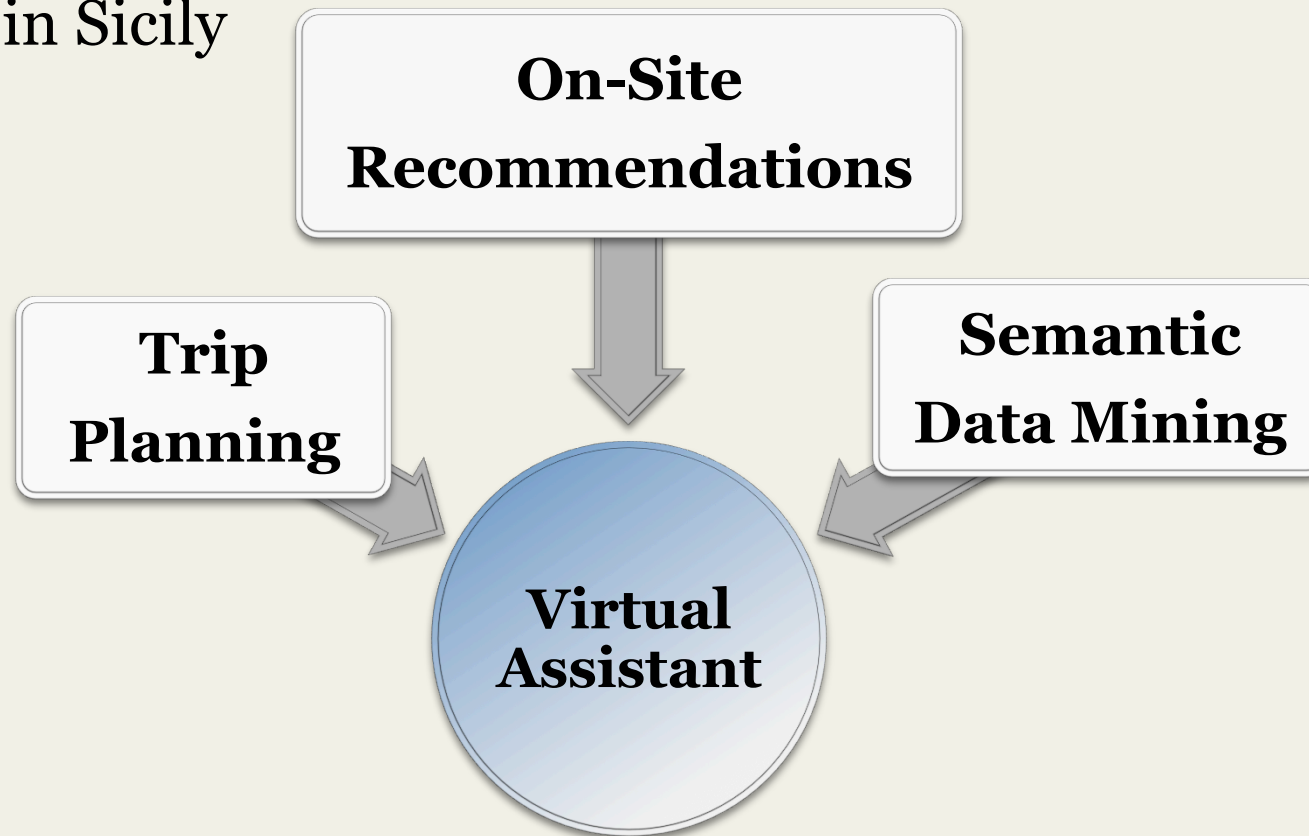 in Sicily
On-Site
Recommendations
Trip
Planning
Semantic
Data Mining
Virtual
Assistant